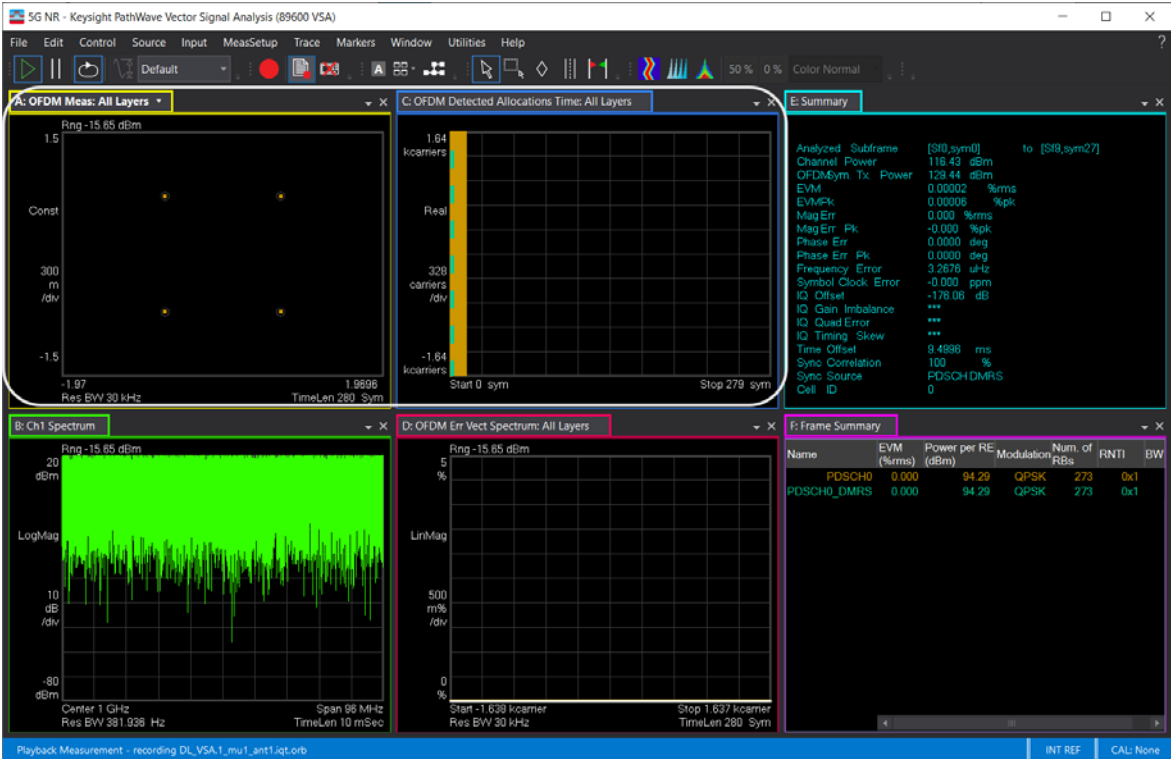 5G NR - Keysight PathWave Vector Signal Analysis (89600 VSA)
File Edit Control Source Input MeasSetup Trace Markers Window Utilities Help ?
Default A 50 % 0 % Color Normal
A: OFDM Meas: All Layers
Rng -15.65 dBm
1.5
Const
300
m
/div
-1.5
-1.97 1.9696
Res BW 30 kHz TimeLen 280 Sym
C: OFDM Detected Allocations Time: All Layers
1.64
kcarriers
Real
328
carriers
/div
-1.64
kcarriers
Start 0 sym Stop 279 sym
E: Summary
Analyzed Subframe [Sf0,sym0] to [Sf9,sym27]
Channel Power 116.43 dBm
OFDMSym. Tx. Power 129.44 dBm
EVM 0.00002 %rms
EVMPk 0.00006 %pk
Mag Err 0.000 %rms
Mag Err Pk -0.000 %pk
Phase Err 0.0000 deg
Phase Err Pk 0.0000 deg
Frequency Error 3.2676 uHz
Symbol Clock Error -0.000 ppm
IQ Offset -176.06 dB
IQ Gain Imbalance ***
IQ Quad Error ***
IQ Timing Skew ***
Time Offset 9.4896 ms
Sync Correlation 100 %
Sync Source PDSCH DMRS
Cell ID 0
B: Ch1 Spectrum
Rng -15.65 dBm
20
dBm
LogMag
10
dB
/div
-80
dBm
Center 1 GHz Span 96 MHz
Res BW 381.936 Hz TimeLen 10 mSec
D: OFDM Err Vect Spectrum: All Layers
Rng -15.65 dBm
5
%
LinMag
500
m%
/div
0
%
Start -1.638 kcarrier Stop 1.637 kcarrier
Res BW 30 kHz TimeLen 280 Sym
F: Frame Summary
Name EVM (%rms) Power per RE (dBm) Modulation Num. of RBs RNTI BW
PDSCH0 0.000 94.29 QPSK 273 0x1
PDSCH0_DMRS 0.000 94.29 QPSK 273 0x1
Playback Measurement - recording DL_VSA.1_mu1_ant1.iqt.orb INT REF CAL: None